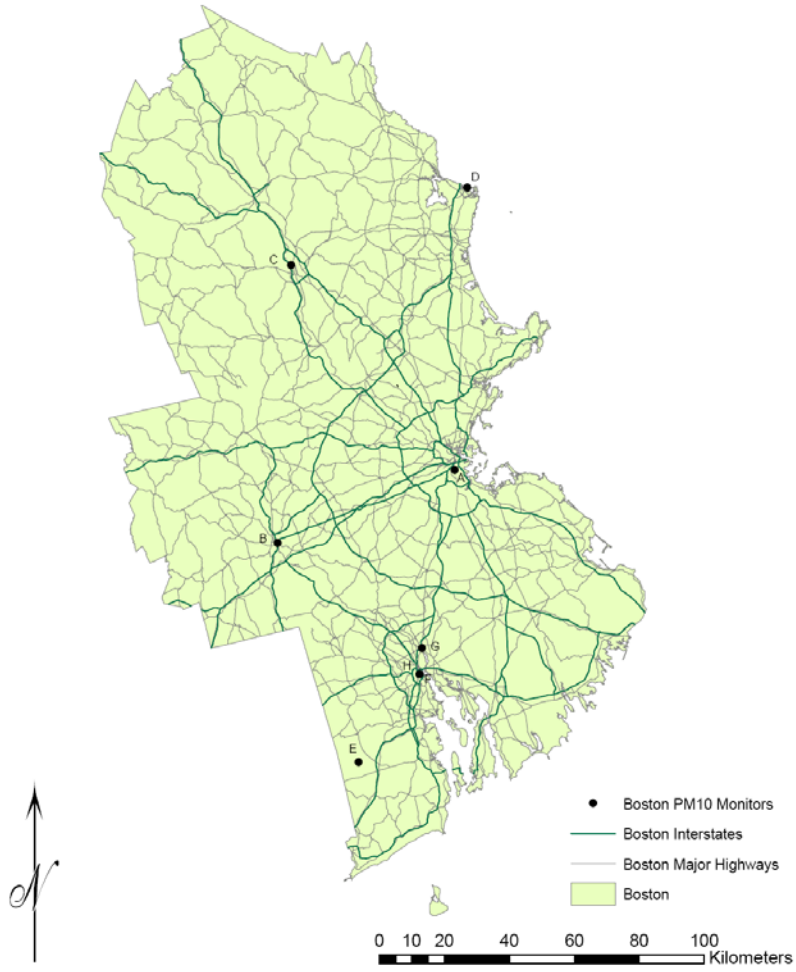 D
C
A
B
G
H
F
E
N
Boston PM10 Monitors
Boston Interstates
Boston Major Highways
Boston
0 10 20 40 60 80 100
Kilometers